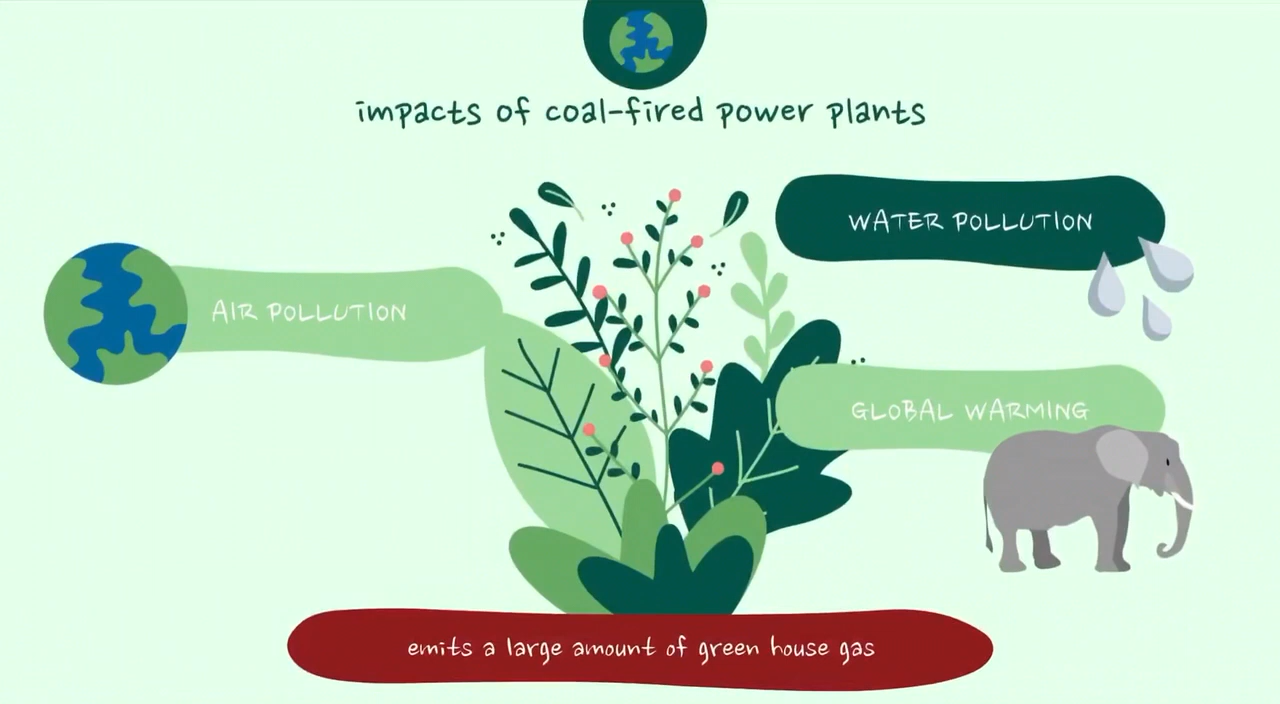 impacts of coal-fired power plants
WATER POLLUTION
AIR POLLUTION
GLOBAL WARMING
emits a large amount of green house gas